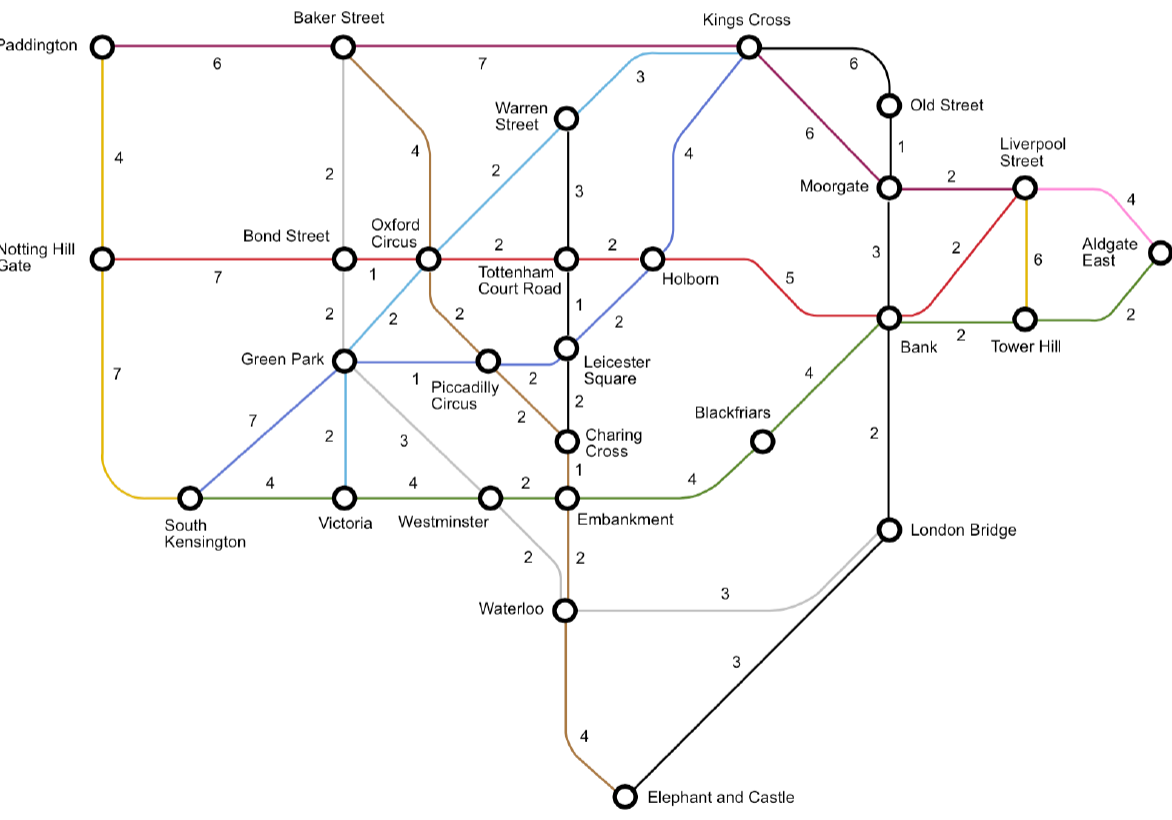 Baker Street
Kings Cross
Paddington
6
7
6
3
Warren
Street
Old Street
4
4
2
2
3
4
6
1
Liverpool
Street
Moorgate
2
4
Bond Street
Oxford
Circus
2
2
Aldgate
East
Notting Hill
Gate
7
1
Tottenham
Court Road
Holborn
5
3
2
6
2
2
2
1
2
2
2
Bank
Tower Hill
Green Park
1
Piccadilly
Circus
2
Leicester
Square
7
4
7
2
3
2
2
Charing
Cross
Blackfriars
2
4
4
2
1
4
South
Kensington
Victoria
Westminster
Embankment
London Bridge
2
2
Waterloo
3
3
4
Elephant and Castle